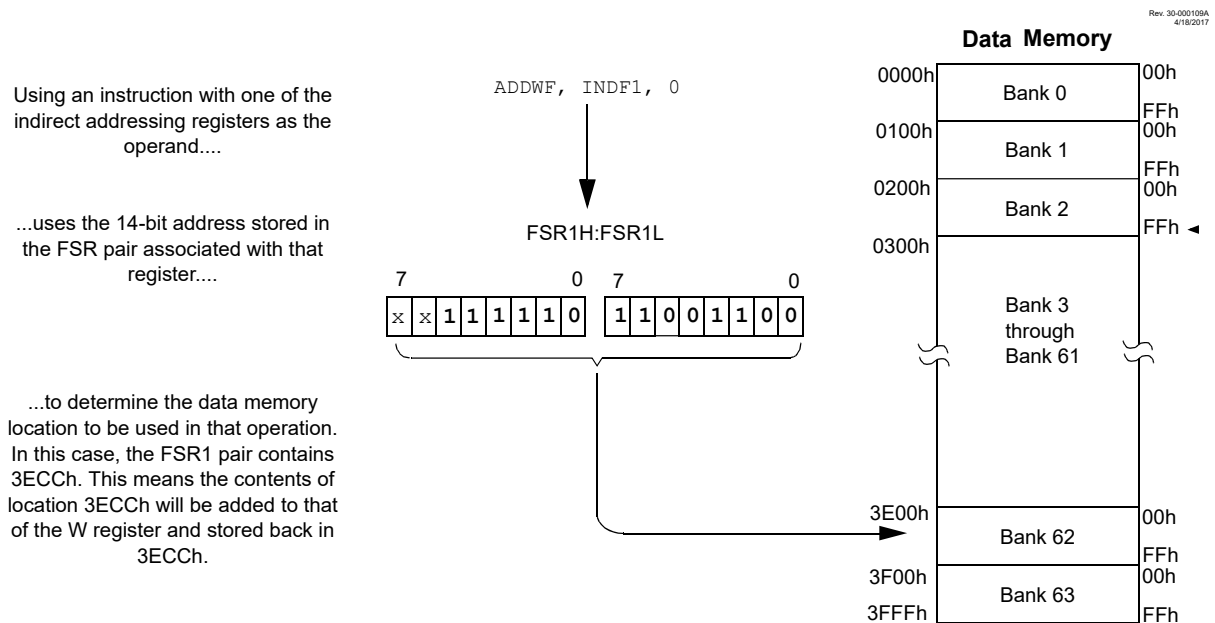 Rev. 30-000109A
4/18/2017
Data Memory
Using an instruction with one of the
indirect addressing registers as the
operand....
ADDWF, INDF1, 0
...uses the 14-bit address stored in
the FSR pair associated with that
register....
FSR1H:FSR1L
7 0 7 0
x x 1 1 1 1 1 0 1 1 0 0 1 1 0 0
...to determine the data memory
location to be used in that operation.
In this case, the FSR1 pair contains
3ECCh. This means the contents of
location 3ECCh will be added to that
of the W register and stored back in
3ECCh.
0000h 00h
Bank 0
FFh
0100h 00h
Bank 1
FFh
0200h 00h
Bank 2
FFh
0300h
Bank 3
through
Bank 61
3E00h 00h
Bank 62
FFh
3F00h 00h
Bank 63
3FFFh FFh